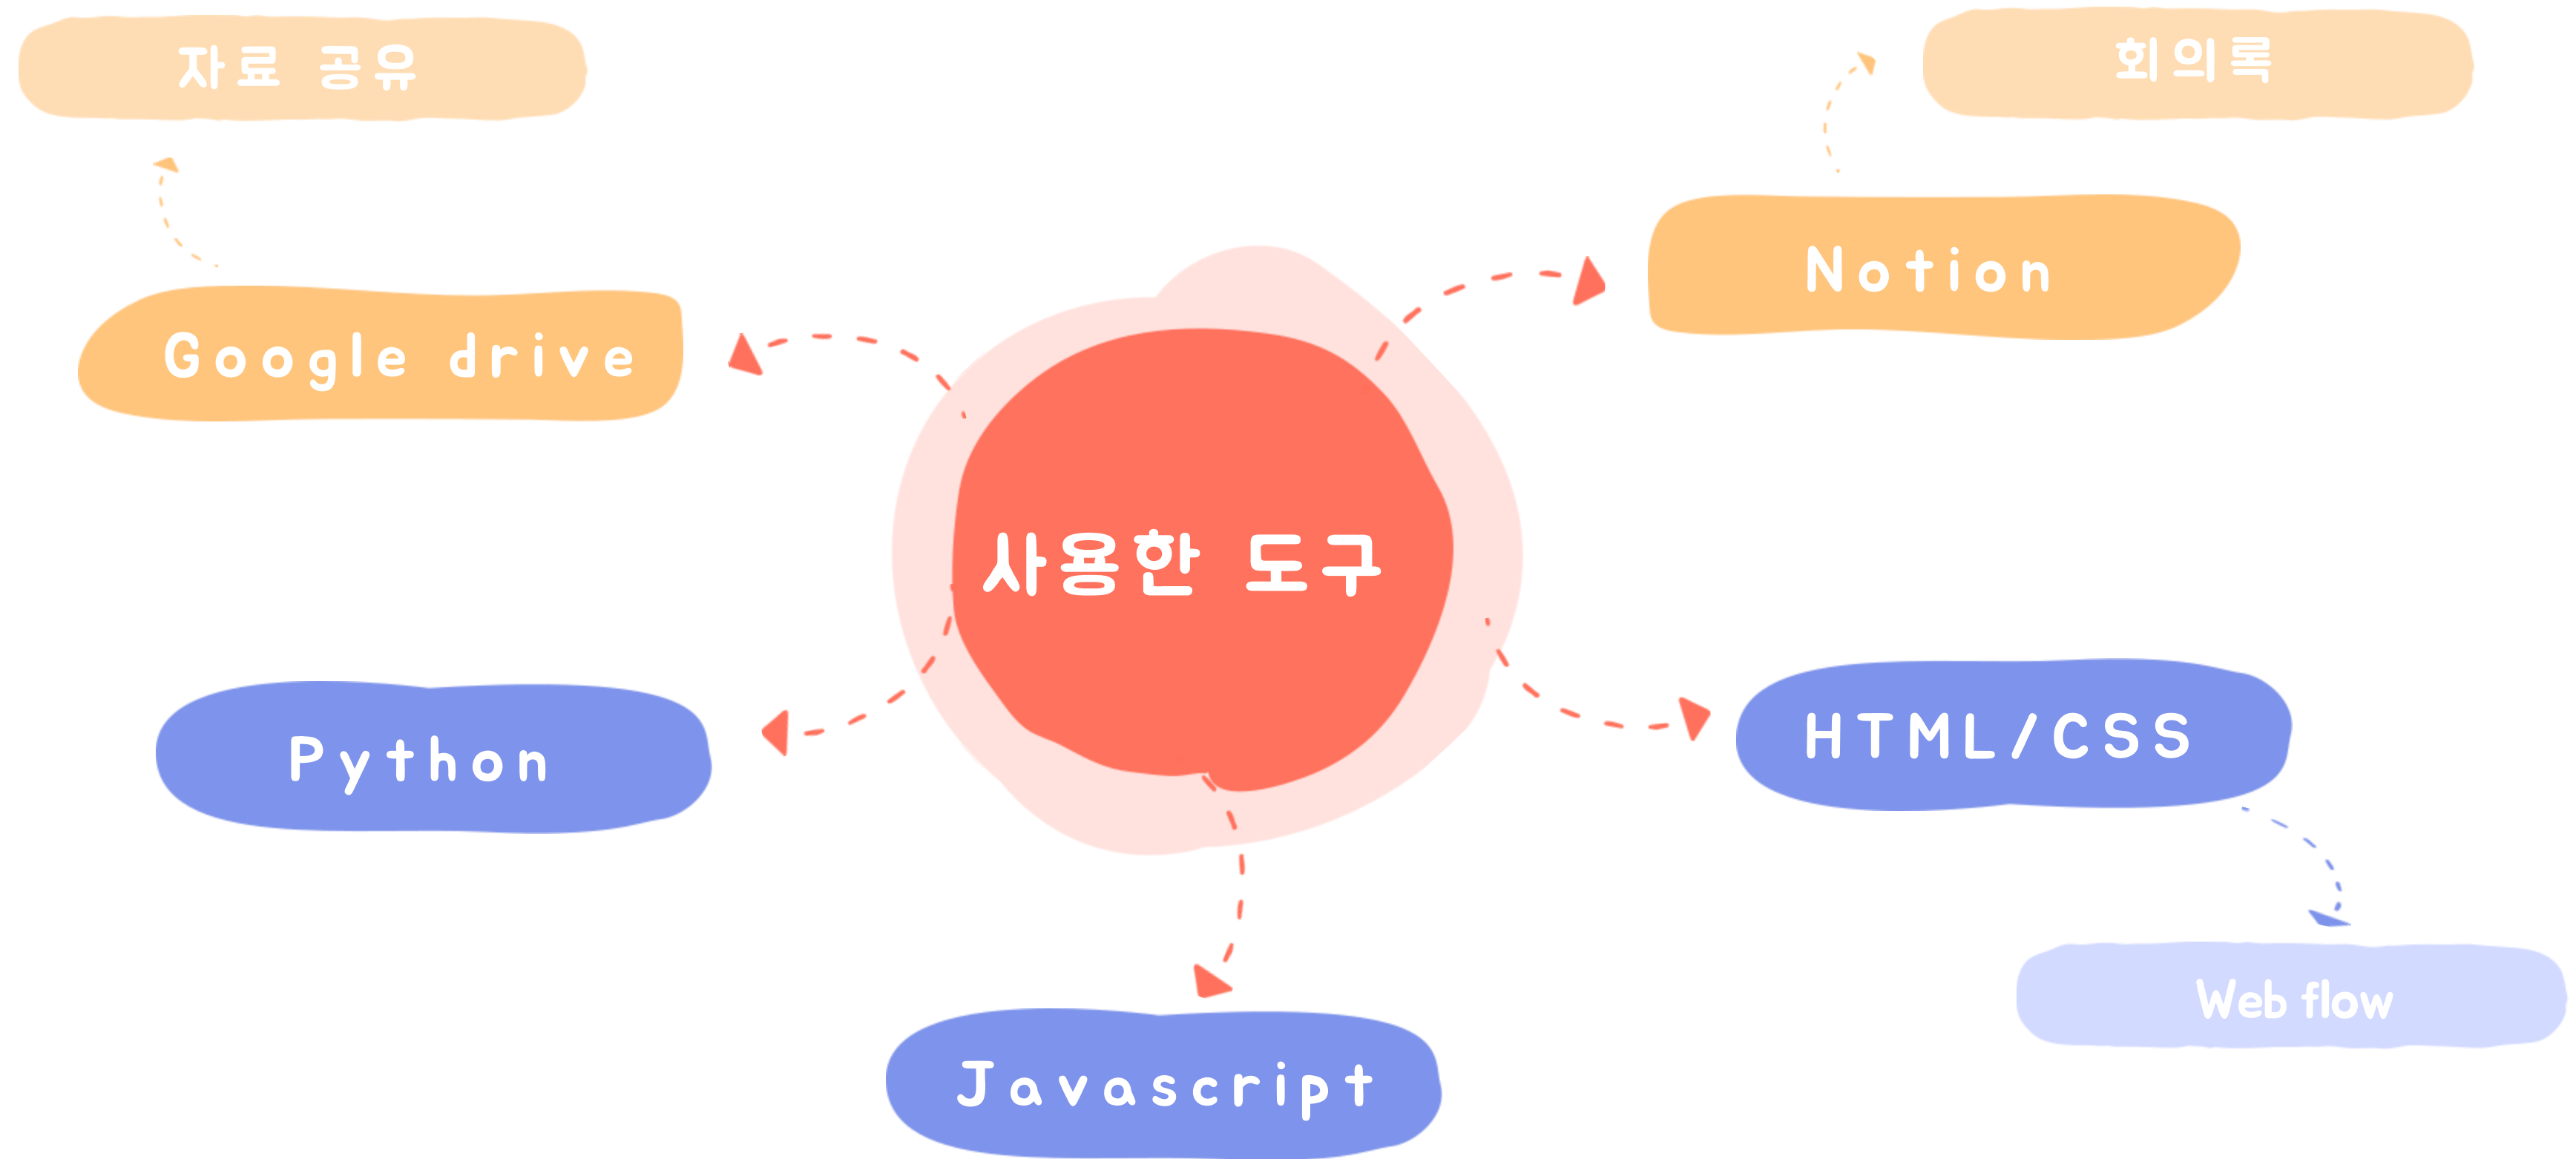 자료 공유
회의록
Notion
Google drive
사용한 도구
Python
HTML/CSS
Web flow
Javascript